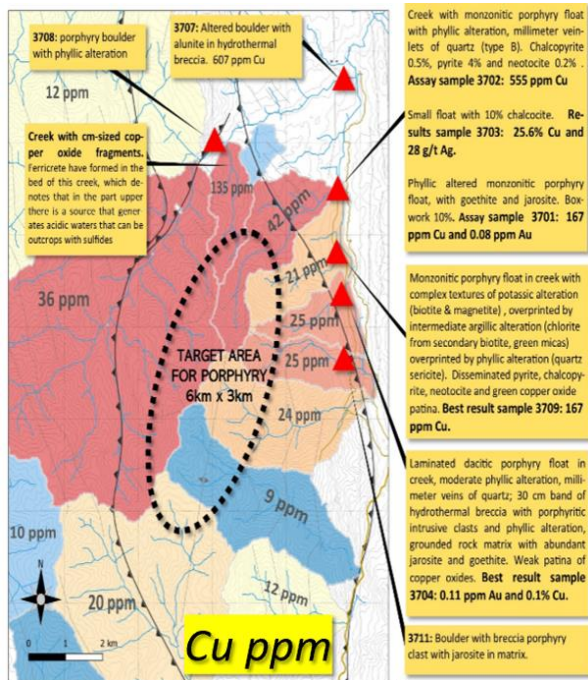 3708: porphyry boulder
with phyllic alteration
3707: Altered boulder with
alunite in hydrothermal
breccia. 607 ppm Cu
Creek with monzonitic porphyry float
with phyllic alteration, millimeter vein-
lets of quartz (type B). Chalcopyrite
0.5%, pyrite 4% and neotocite 0.2% .
Assay sample 3702: 555 ppm Cu
Small float with 10% chalcocite. Re-
sults sample 3703: 25.6% Cu and
28 g/t Ag.
Phyllic altered monzonitic porphyry
float, with goethite and jarosite. Box-
work 10%. Assay sample 3701: 167
ppm Cu and 0.08 ppm Au
12 ppm
Creek with cm-sized cop-
per oxide fragments.
Ferricrete have formed in the
bed of this creek, which de-
notes that in the part upper
there is a source that gener-
ates acidic waters that can be
outcrops with sulfides
135 ppm
42 ppm
21 ppm
36 ppm
25 ppm
TARGET AREA
FOR PORPHYRY
6km x 3km
25 ppm
24 ppm
Monzonitic porphyry float in creek with
complex textures of potassic alteration
(biotite & magnetite) , overprinted by
intermediate argillic alteration (chlorite
from secondary biotite, green micas)
overprinted by phyllic alteration (quartz
sericite). Disseminated pyrite, chalcopy-
rite, neotocite and green copper oxide
patina. Best result sample 3709: 167
ppm Cu.
9 ppm
10 ppm
12 ppm
20 ppm
Laminated dacitic porphyry float in
creek, moderate phyllic alteration, milli-
meter veins of quartz; 30 cm band of
hydrothermal breccia with porphyritic
intrusive clasts and phyllic alteration,
grounded rock matrix with abundant
jarosite and goethite. Weak patina of
copper oxides. Best result sample
3704: 0.11 ppm Au and 0.1% Cu.
3711: Boulder with breccia porphyry
clast with jarosite in matrix.
N
0 1 2 km
Cu ppm